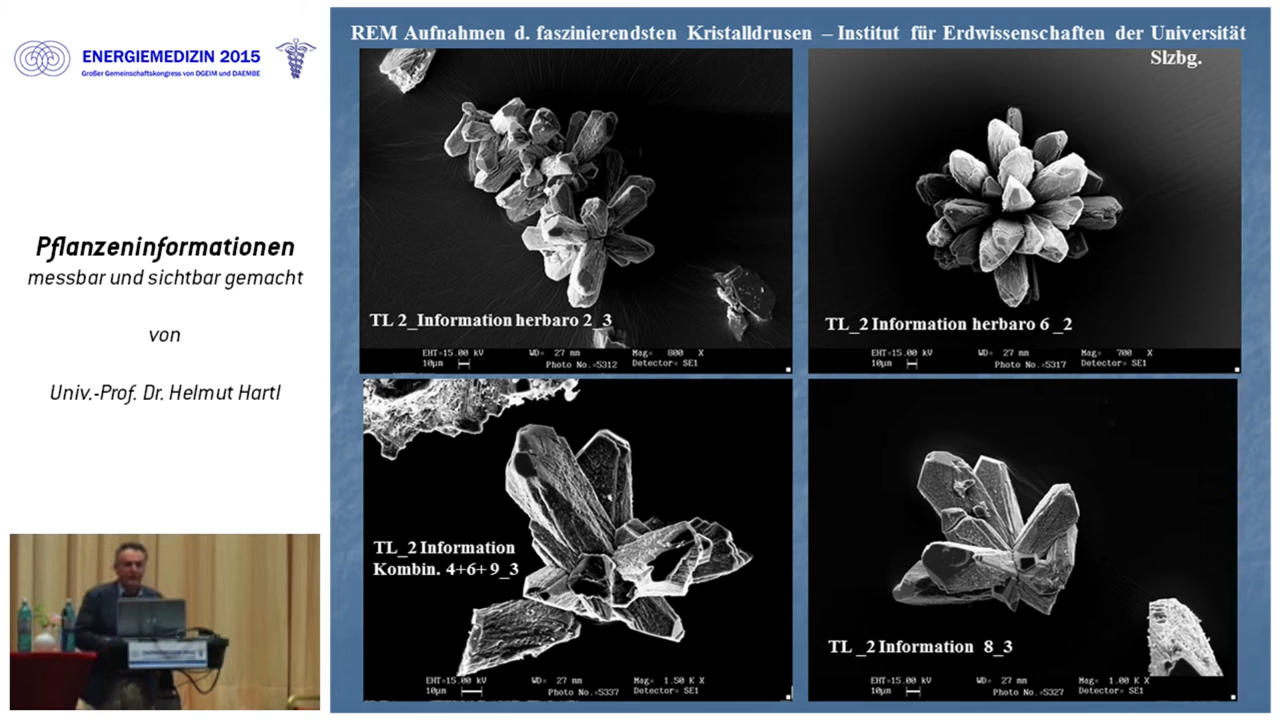 ENERGIEMEDIZIN 2015
Großer Gemeinschaftskongress von DGEIM und DAEMBE
Pflanzeninformationen
messbar und sichtbar gemacht
von
Univ.-Prof. Dr. Helmut Hartl
REM Aufnahmen d. faszinierendsten Kristalldrusen – Institut für Erdwissenschaften der Universität
Slzbg.
TL 2_Information herbaro 2_3
EHT=15.00 kV WD= 27 mm Mag= 800 X
10µm Photo No.=5312 Detector= SE1
TL_2 Information herbaro 6 _2
EHT=15.00 kV WD= 27 mm Mag= 700 X
10µm Photo No.=5317 Detector= SE1
TL_2 Information
Kombin. 4+6+ 9_3
EHT=15.00 kV WD= 27 mm Mag= 1.50 K X
10µm Photo No.=5337 Detector= SE1
TL _2 Information 8_3
EHT=15.00 kV WD= 27 mm Mag= 1.00 K X
10µm Photo No.=5327 Detector= SE1